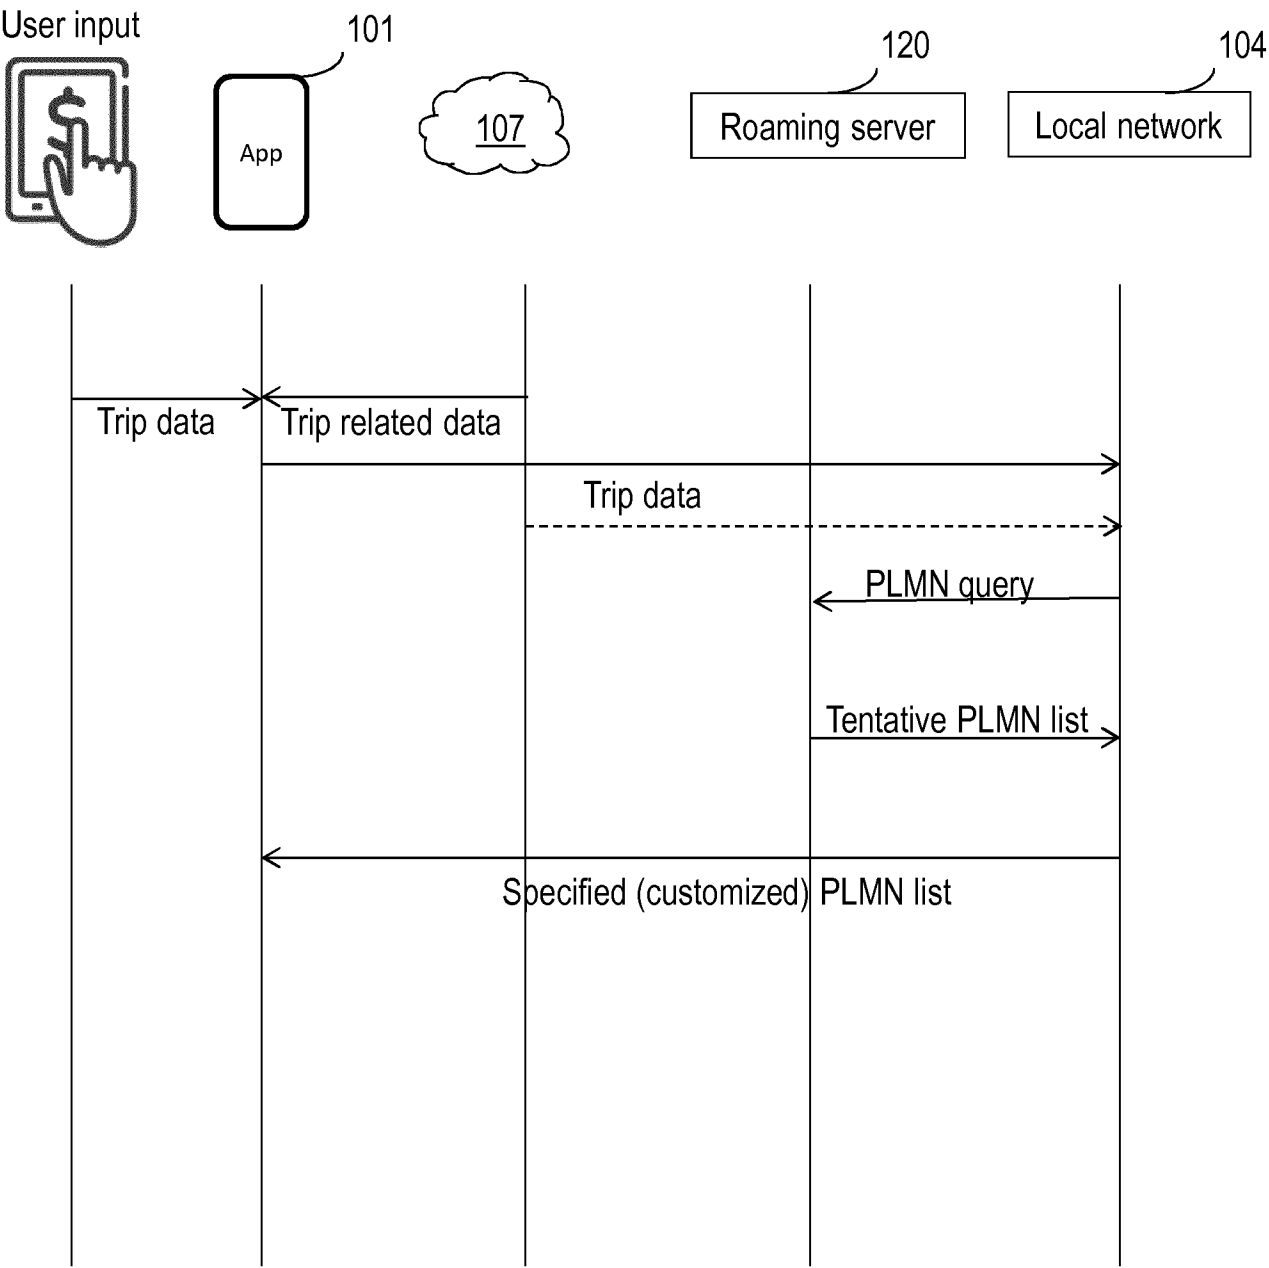 User input
101
120
104
App
107
Roaming server
Local network
Trip data
Trip related data
Trip data
PLMN query
Tentative PLMN list
Specified (customized) PLMN list